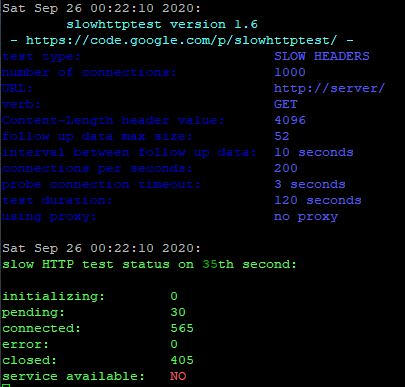 Sat Sep 26 00:22:10 2020:
slowhttptest version 1.6
- https://code.google.com/p/slowhttptest/ -
test type: SLOW HEADERS
number of connections: 1000
URL: http://server/
verb: GET
Content-Length header value: 4096
follow up data max size: 52
interval between follow up data: 10 seconds
connections per seconds: 200
probe connection timeout: 3 seconds
test duration: 120 seconds
using proxy: no proxy
Sat Sep 26 00:22:10 2020:
slow HTTP test status on 35th second:
initializing: 0
pending: 30
connected: 565
error: 0
closed: 405
service available: NO